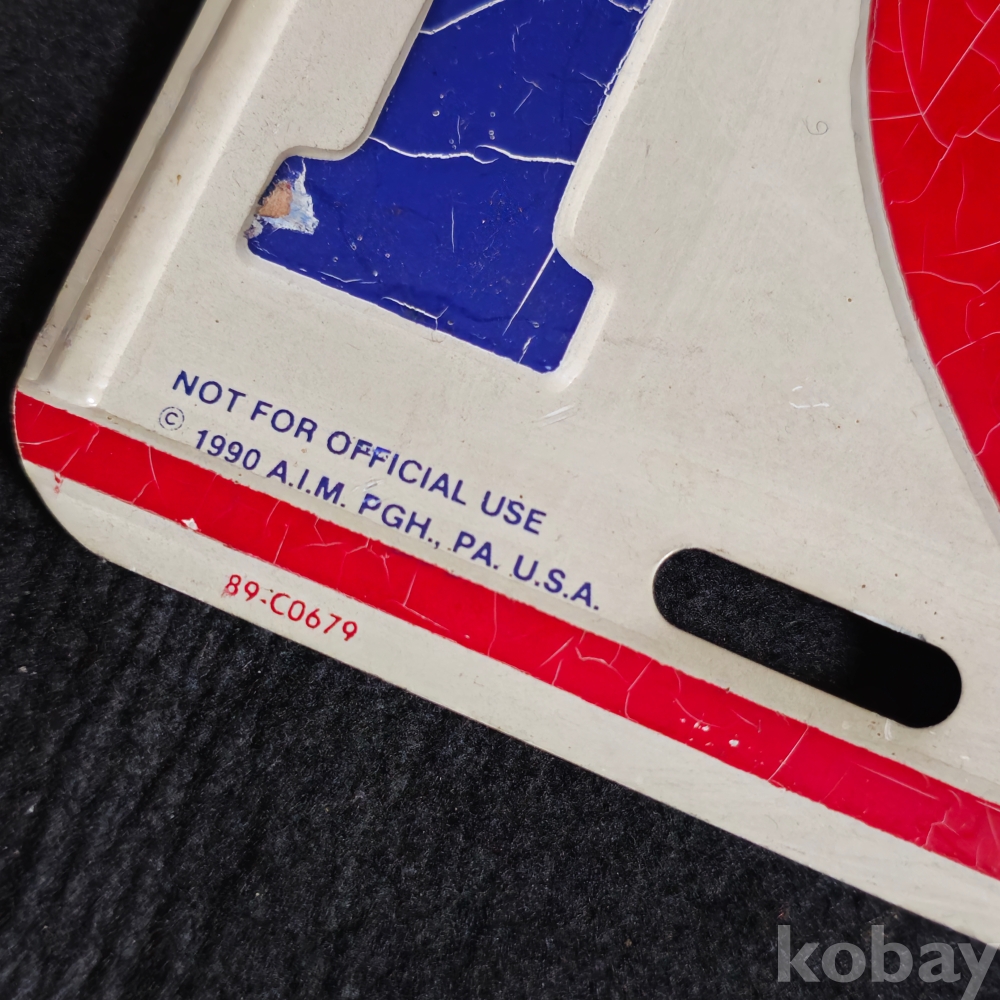 I
NOT FOR OFFICIAL USE
© 1990 A.I.M. PGH., PA. U.S.A.
89-C0679
kobay